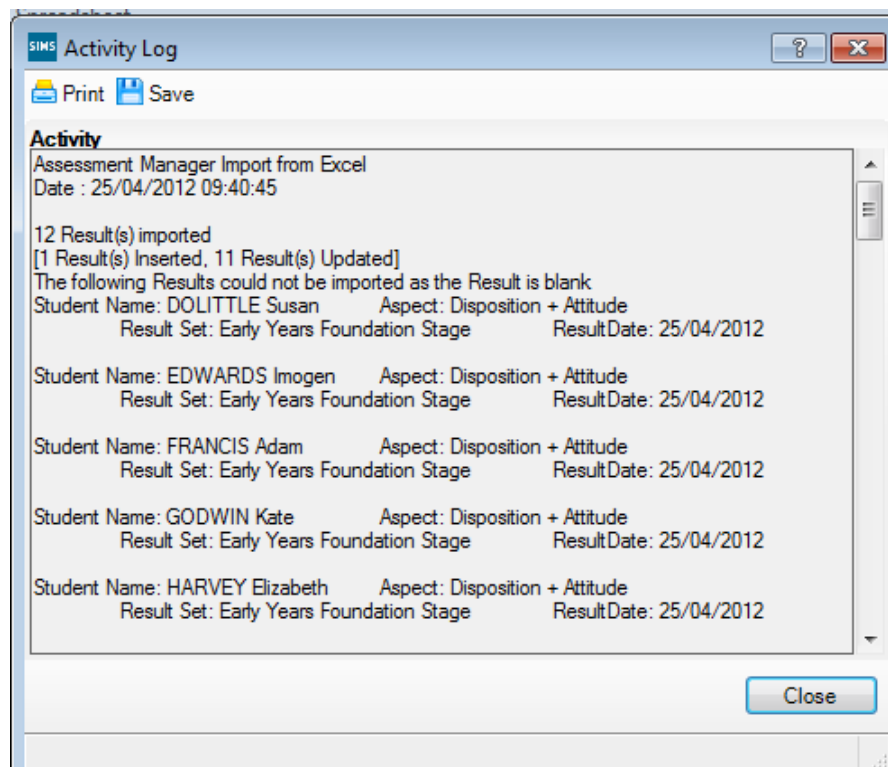 SIMS Activity Log
Print Save
Activity
Assessment Manager Import from Excel
Date : 25/04/2012 09:40:45
12 Result(s) imported
[1 Result(s) Inserted, 11 Result(s) Updated]
The following Results could not be imported as the Result is blank
Student Name: DOLITTLE Susan Aspect: Disposition + Attitude
Result Set: Early Years Foundation Stage ResultDate: 25/04/2012
Student Name: EDWARDS Imogen Aspect: Disposition + Attitude
Result Set: Early Years Foundation Stage ResultDate: 25/04/2012
Student Name: FRANCIS Adam Aspect: Disposition + Attitude
Result Set: Early Years Foundation Stage ResultDate: 25/04/2012
Student Name: GODWIN Kate Aspect: Disposition + Attitude
Result Set: Early Years Foundation Stage ResultDate: 25/04/2012
Student Name: HARVEY Elizabeth Aspect: Disposition + Attitude
Result Set: Early Years Foundation Stage ResultDate: 25/04/2012
Close